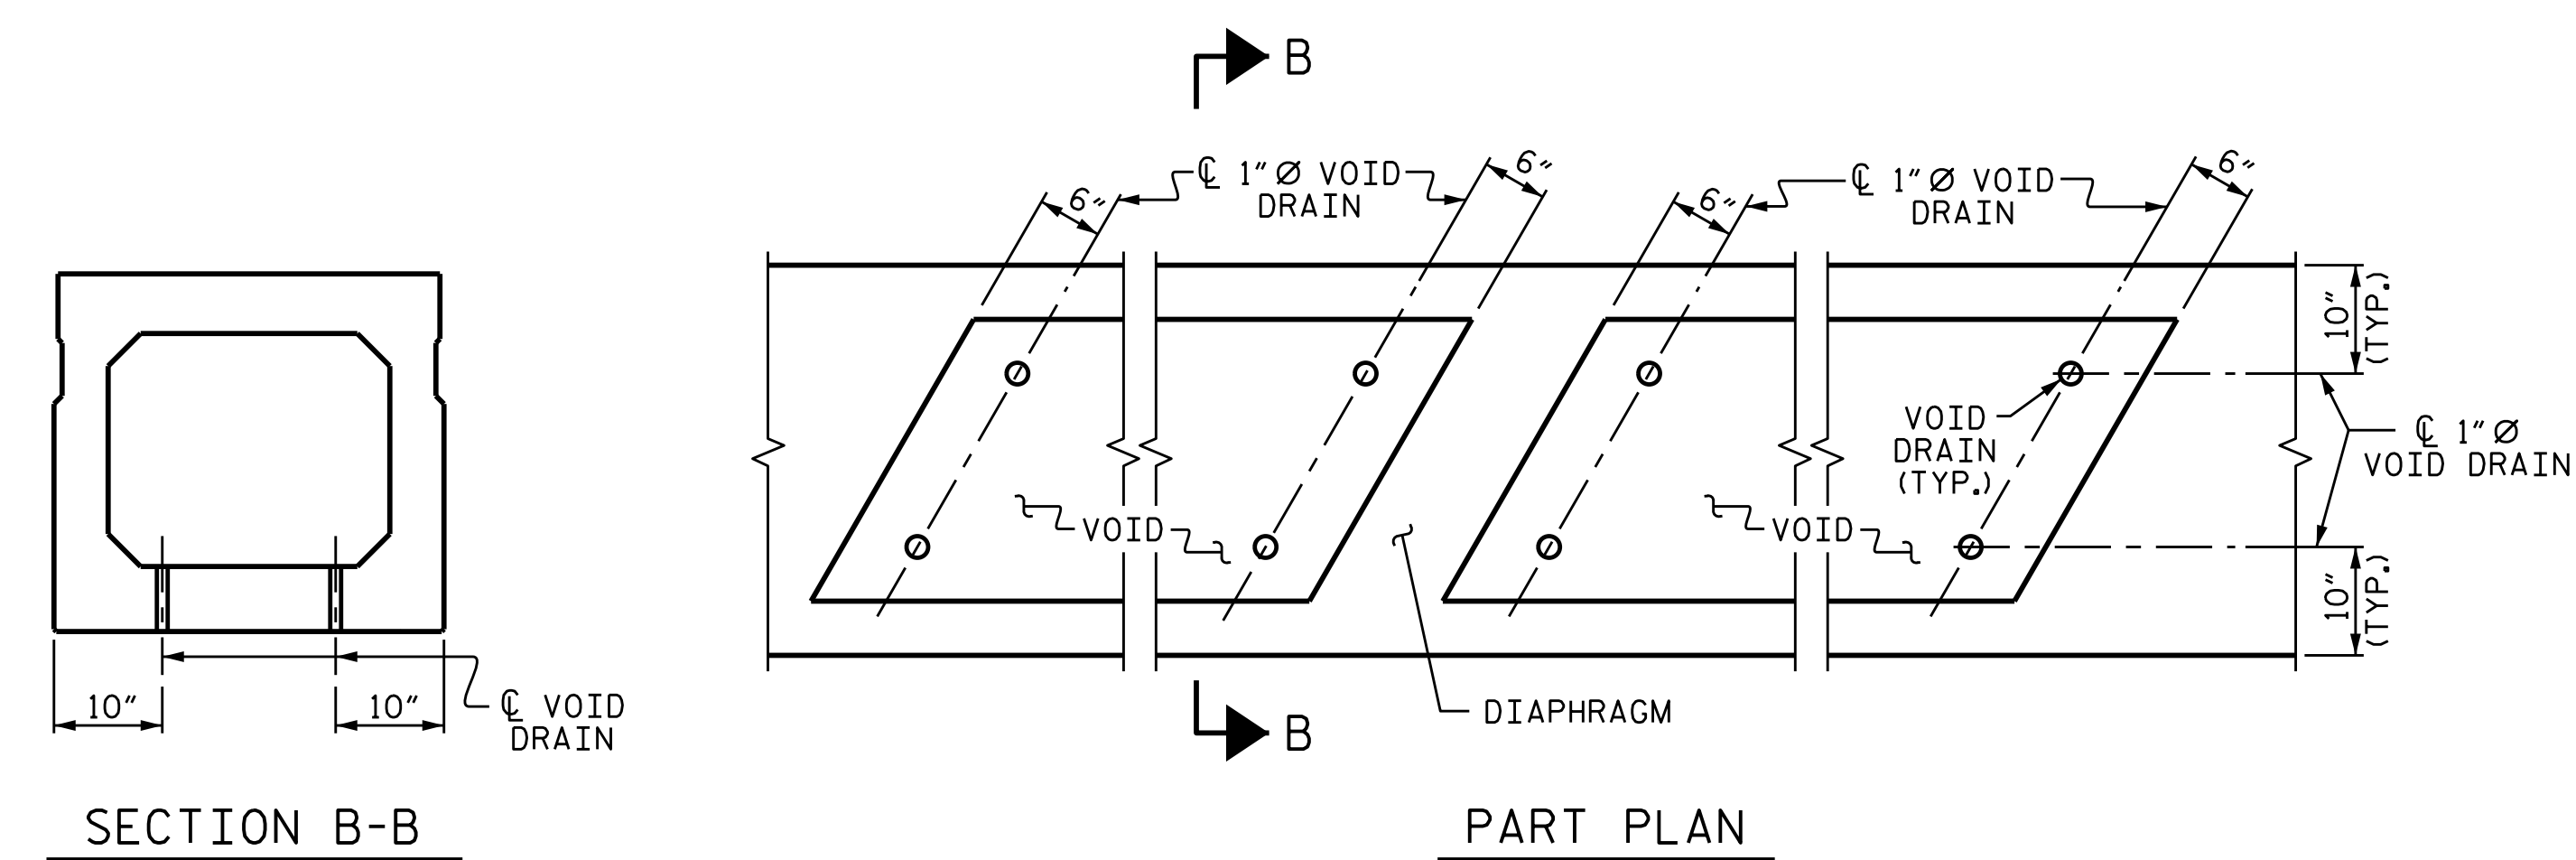 B
6"
℄ 1"Ø VOID
DRAIN
6"
6"
℄ 1"Ø VOID
DRAIN
6"
10"
(TYP.)
VOID
DRAIN
(TYP.)
℄ 1"Ø
VOID DRAIN
VOID
VOID
10"
(TYP.)
10"
10"
℄ VOID
DRAIN
DIAPHRAGM
B
SECTION B-B
PART PLAN